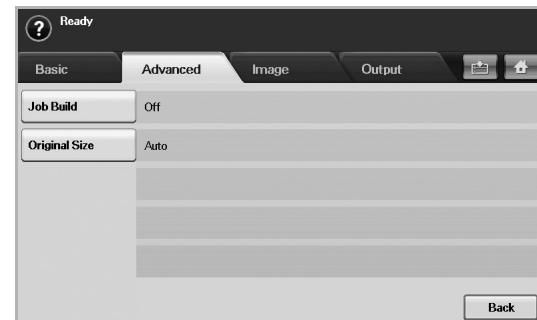 ? Ready
Basic Advanced Image Output
Job Build Off
Original Size Auto
Back